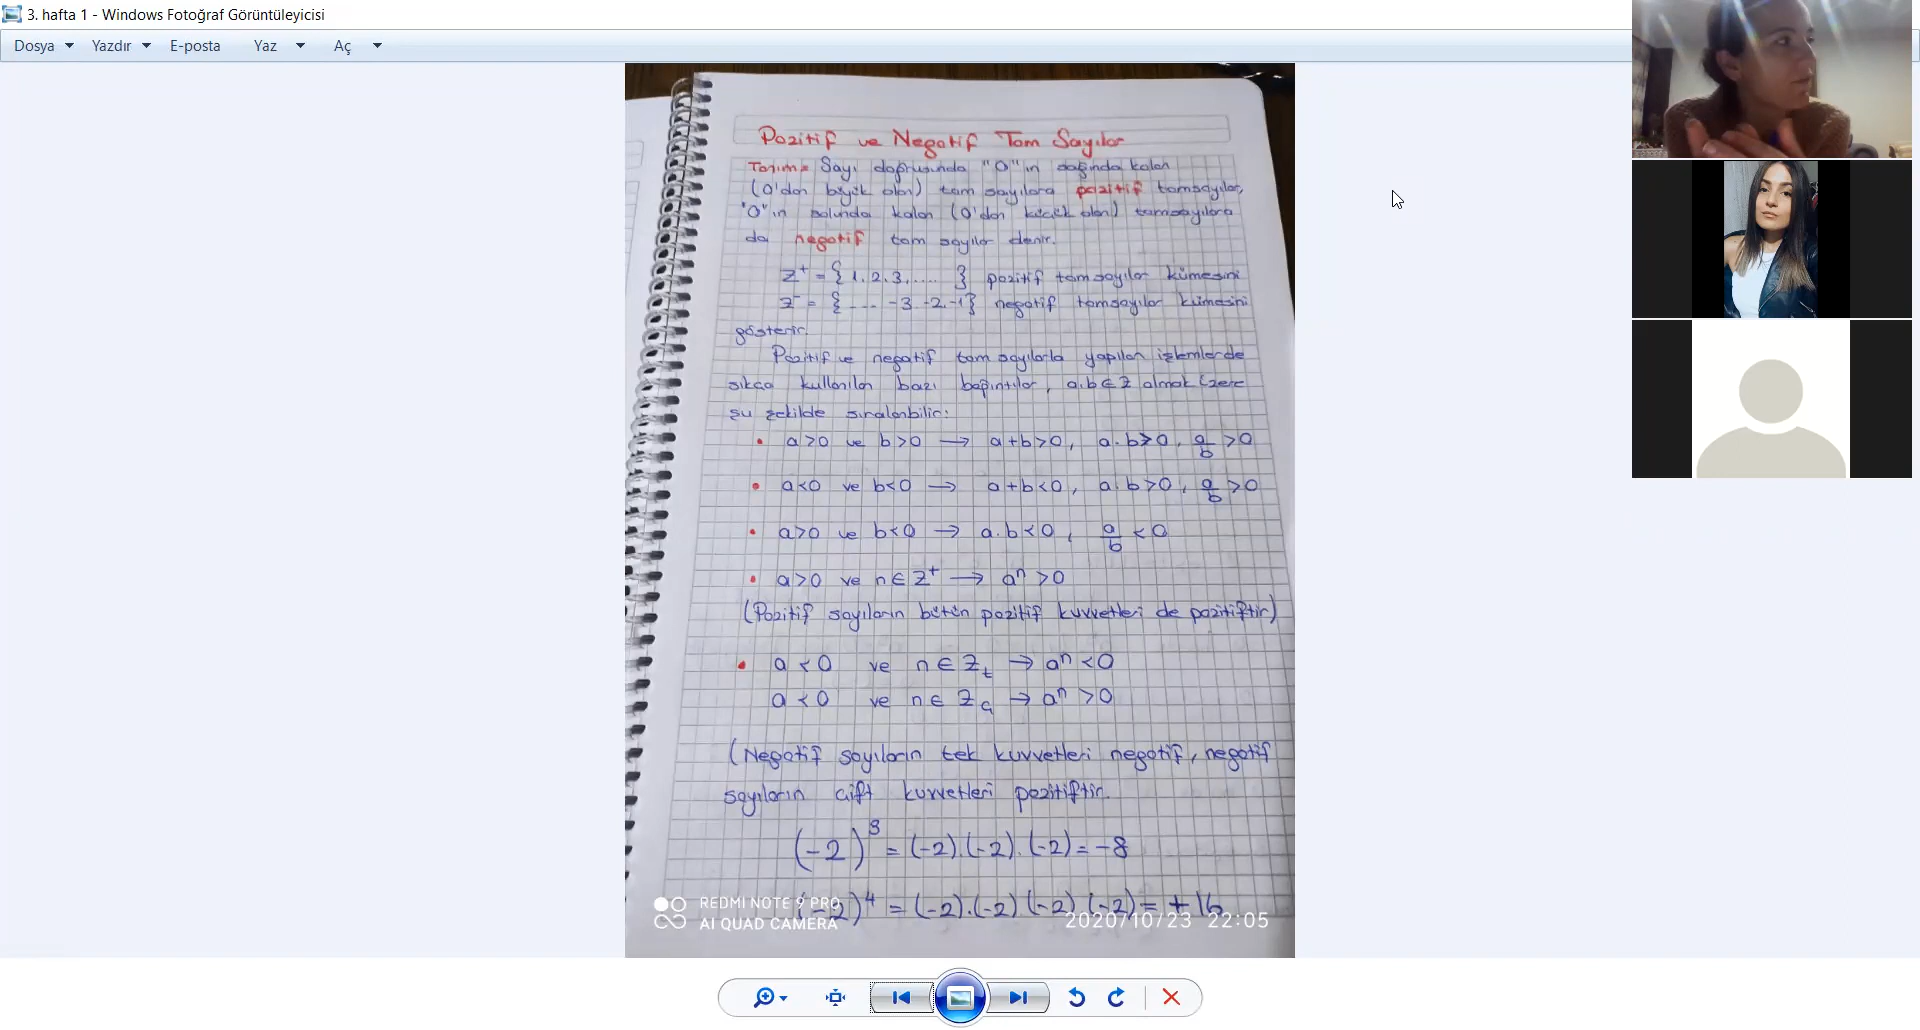 3. hafta 1 - Windows Fotoğraf Görüntüleyicisi
Dosya Yazdır E-posta Yaz Aç
Pozitif ve Negatif Tam Sayılar
Tanım= Sayı doğrusunda "0"ın sağında kalan
(0'dan büyük olan) tam sayılara pozitif tamsayılar,
"0"ın solunda kalan (0'dan küçük olan) tamsayılara
da negatif tam sayılar denir.
Z⁺ = {1, 2, 3, .... } pozitif tamsayılar kümesini
Z⁻ = { .... -3, -2, -1} negatif tamsayılar kümesini
gösterir.
Pozitif ve negatif tam sayılarla yapılan işlemlerde
sıkça kullanılan bazı bağıntılar, a.b ∈ Z olmak üzere
şu şekilde sıralanbilir:
• a>0 ve b>0 → a+b>0, a.b>0, a/b >0
• a<0 ve b<0 → a+b<0, a.b>0, a/b >0
• a>0 ve b<0 → a.b<0, a/b <0
• a>0 ve n∈Z⁺ → aⁿ >0
(Pozitif sayıların bütün pozitif kuvvetleri de pozitiftir)
• a<0 ve n∈Z_t → aⁿ<0
a<0 ve n∈Z_ç → aⁿ >0
(Negatif sayıların tek kuvvetleri negatif, negatif
sayıların çift kuvvetleri pozitiftir.
(-2)³ = (-2).(-2).(-2) = -8
(-2)⁴ = (-2).(-2) (-2) (-2) = +16
REDMI NOTE 9 PRO
AI QUAD CAMERA
2020/10/23 22:05